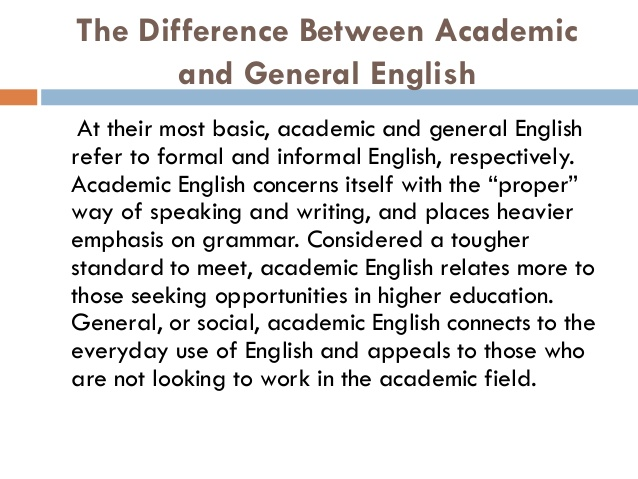 The Difference Between Academic
and General English
At their most basic, academic and general English
refer to formal and informal English, respectively.
Academic English concerns itself with the “proper”
way of speaking and writing, and places heavier
emphasis on grammar. Considered a tougher
standard to meet, academic English relates more to
those seeking opportunities in higher education.
General, or social, academic English connects to the
everyday use of English and appeals to those who
are not looking to work in the academic field.